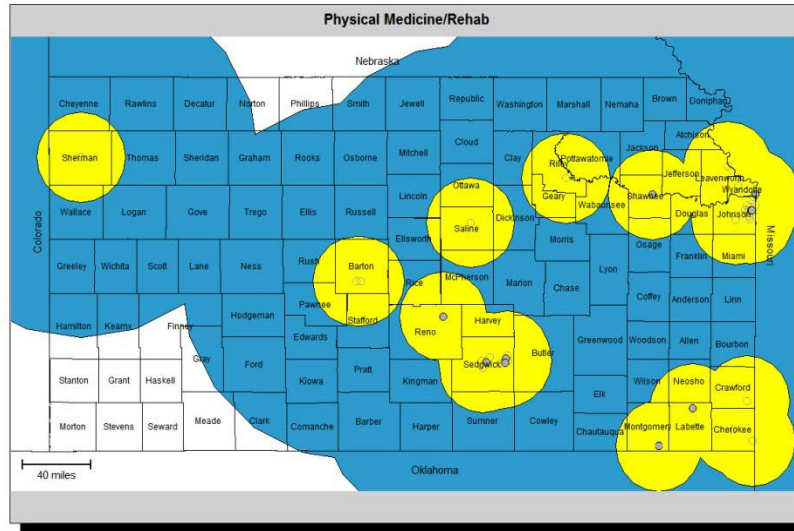 Physical Medicine/Rehab
Nebraska
Cheyenne Rawlins Decatur Norton Phillips Smith Jewell Republic Washington Marshall Nemaha Brown Doniphan
Atchison
Sherman Thomas Sheridan Graham Rooks Osborne Mitchell Cloud Clay Riley Pottawatomie Jackson Jefferson Leavenworth
Wyandotte
Ottawa
Lincoln
Geary Wabaunsee Shawnee
Wallace Logan Gove Trego Ellis Russell Saline Dickinson Douglas Johnson
Ellsworth Morris Osage
Colorado
Missouri
Greeley Wichita Scott Lane Ness Rush Barton Rice McPherson Marion Chase Lyon Franklin Miami
Pawnee Stafford Coffey Anderson Linn
Hamilton Kearny Finney Hodgeman Edwards Reno Harvey
Gray Ford Pratt Kingman Sedgwick Butler Greenwood Woodson Allen Bourbon
Stanton Grant Haskell Kiowa Elk Wilson Neosho Crawford
Morton Stevens Seward Meade Clark Comanche Barber Harper Sumner Cowley Chautauqua Montgomery Labette Cherokee
40 miles
Oklahoma